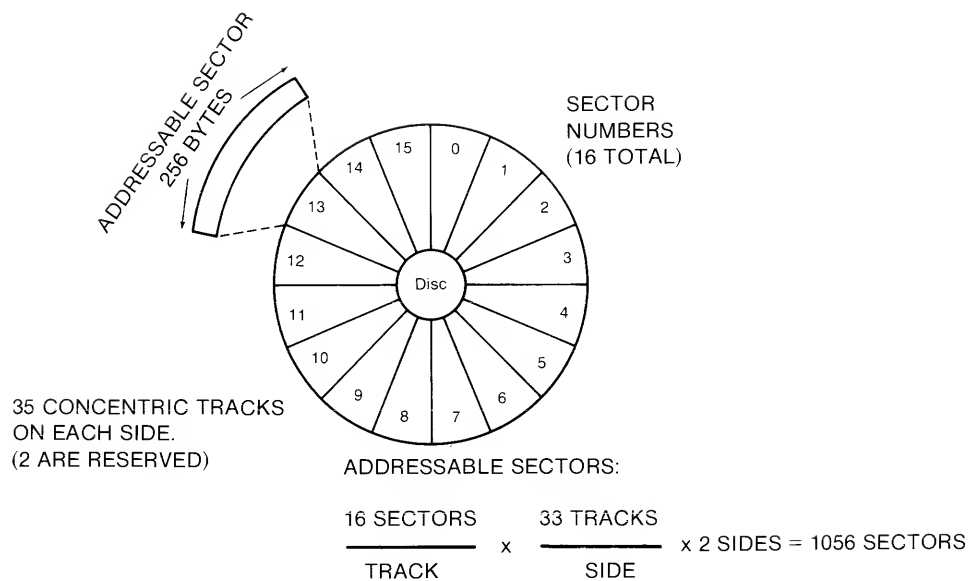 ADDRESSABLE SECTOR
256 BYTES
SECTOR
NUMBERS
(16 TOTAL)
15
0
14
1
13
2
12
3
Disc
11
4
10
5
9
6
8
7
35 CONCENTRIC TRACKS
ON EACH SIDE.
(2 ARE RESERVED)
ADDRESSABLE SECTORS:
16 SECTORS
TRACK
x
33 TRACKS
SIDE
x 2 SIDES = 1056 SECTORS